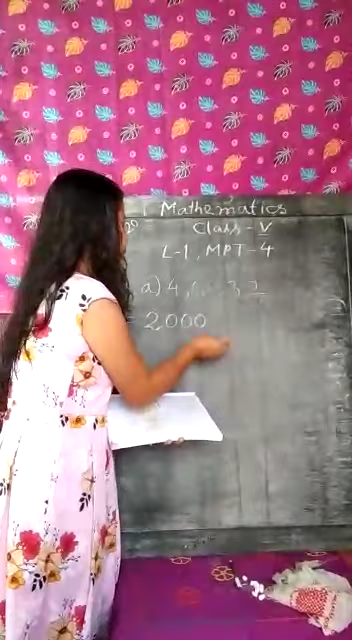 Mathematics
Class - V
L-1, MPT-4
a) 4,
= 2000